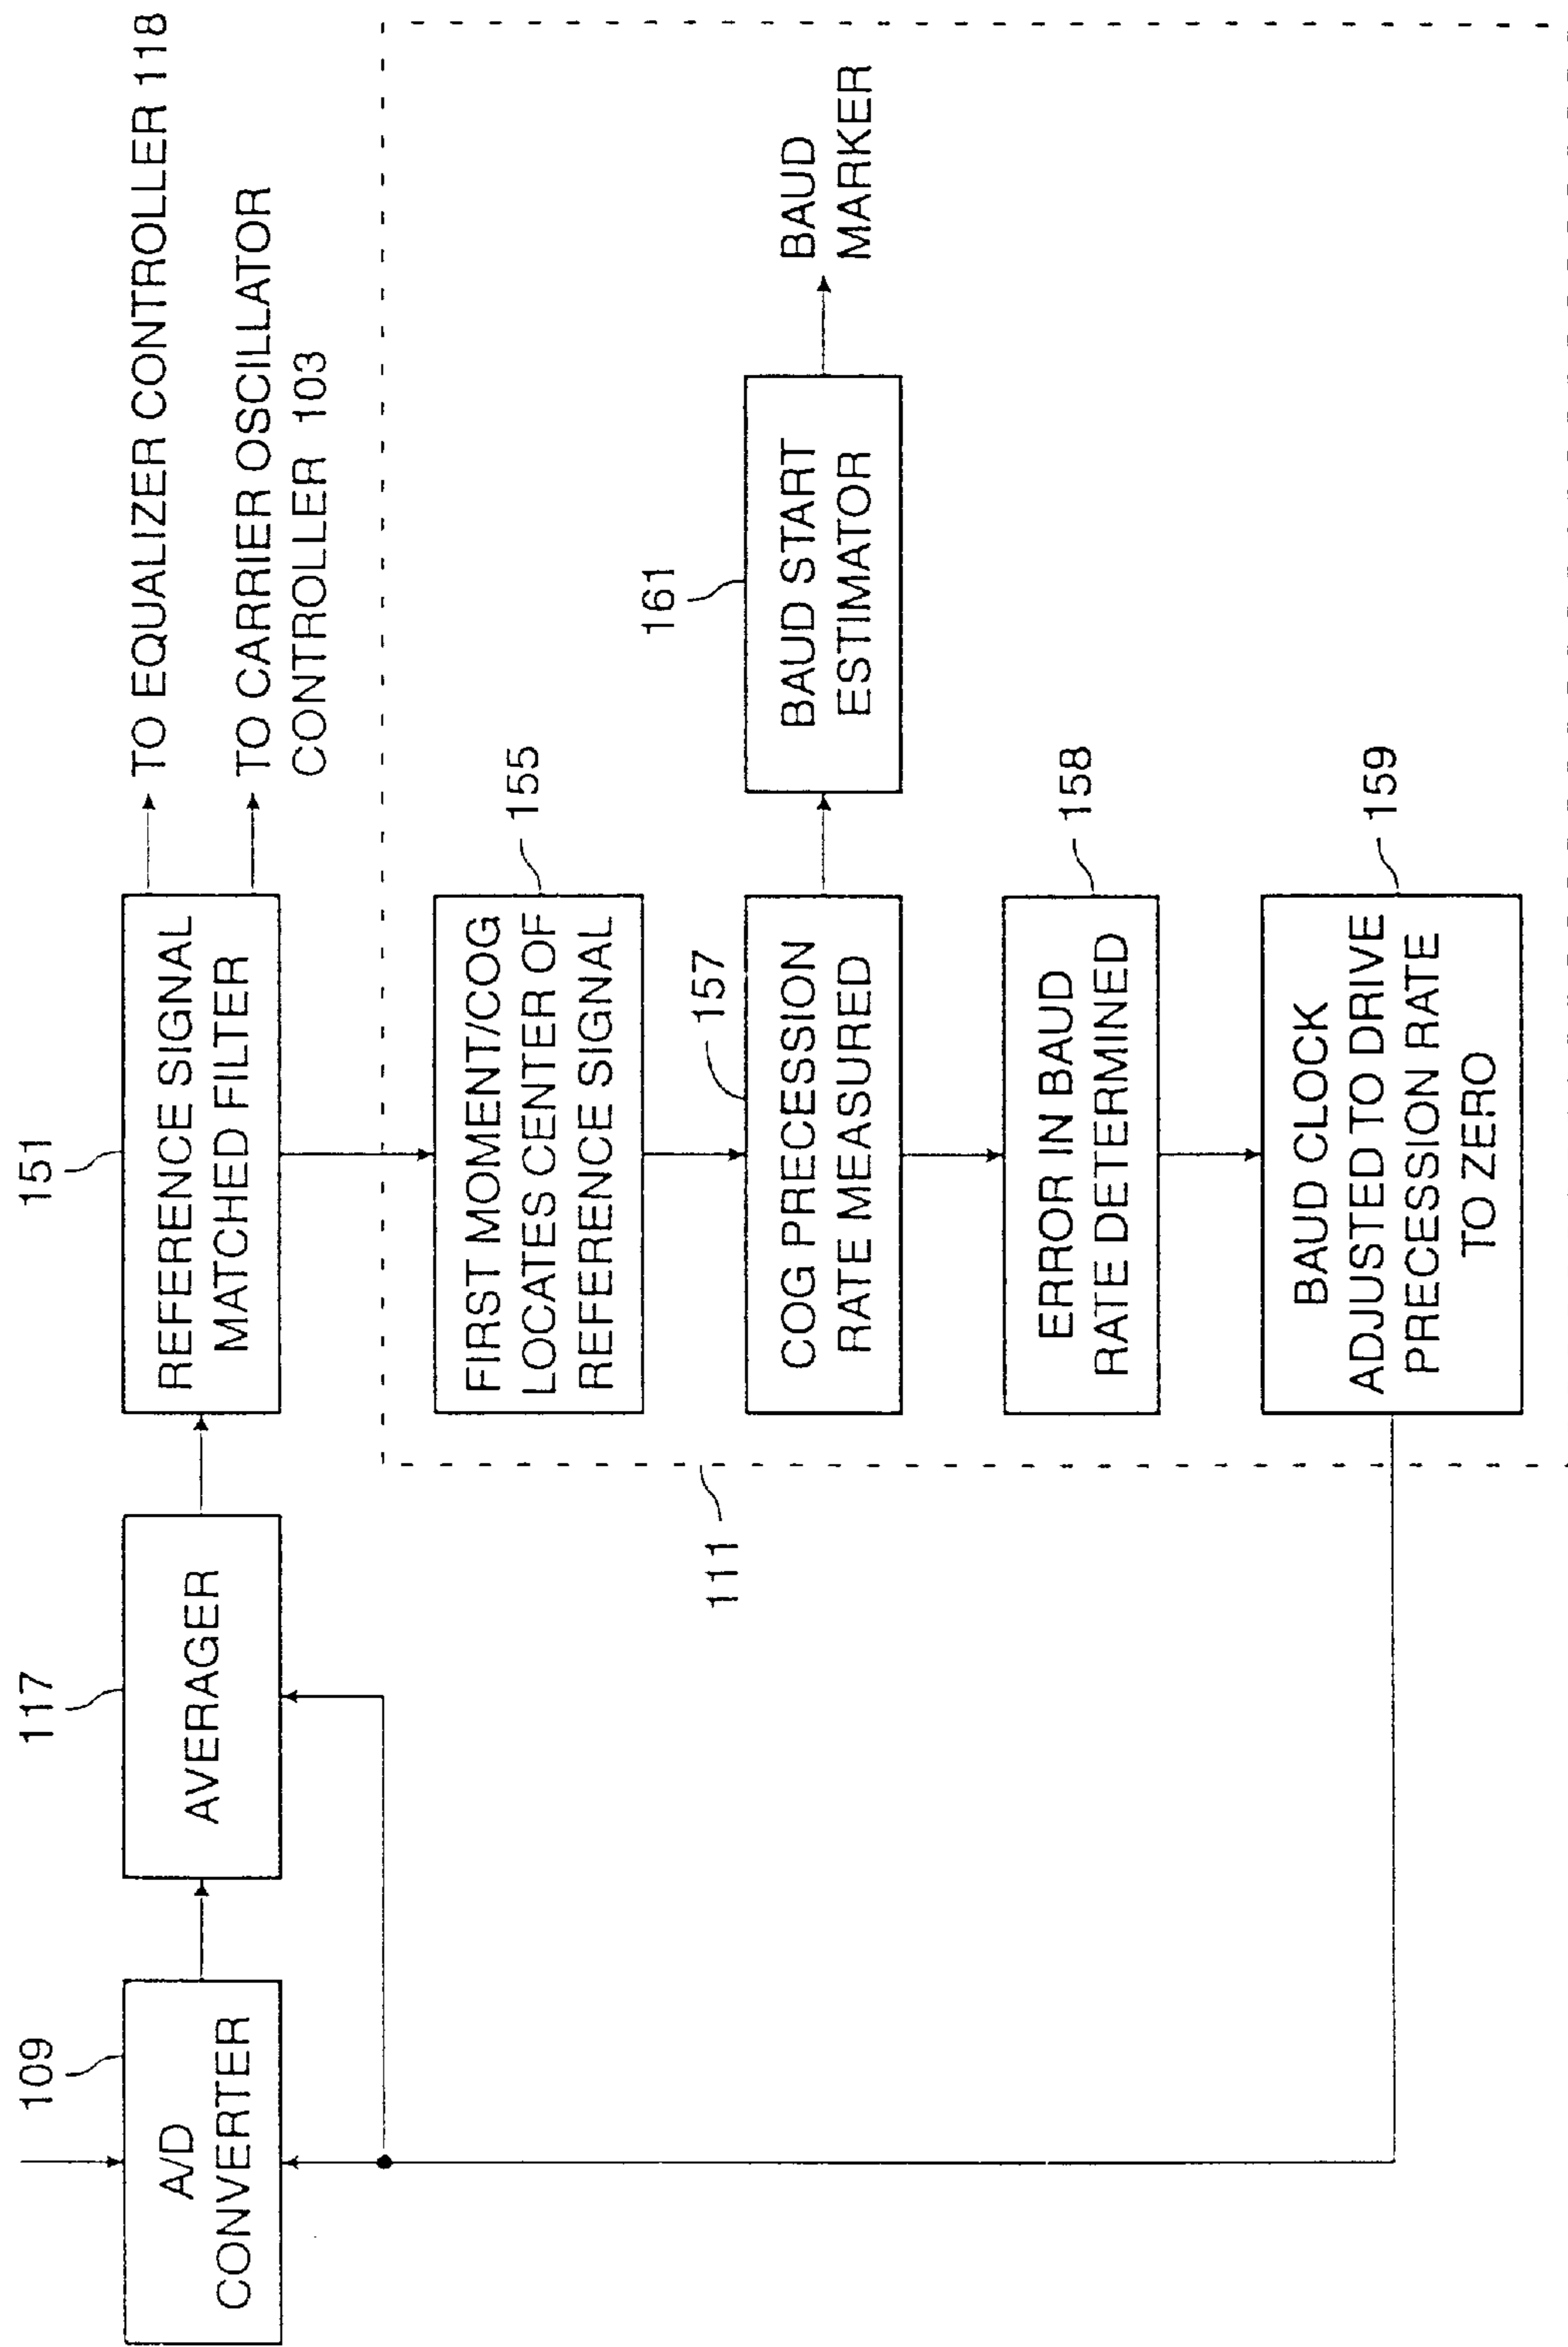 109
A/D
CONVERTER
117
AVERAGER
151
REFERENCE SIGNAL
MATCHED FILTER
TO EQUALIZER CONTROLLER 118
TO CARRIER OSCILLATOR
CONTROLLER 103
111
FIRST MOMENT/COG
LOCATES CENTER OF
REFERENCE SIGNAL
155
157
COG PRECESSION
RATE MEASURED
161
BAUD START
ESTIMATOR
BAUD
MARKER
ERROR IN BAUD
RATE DETERMINED
158
BAUD CLOCK
ADJUSTED TO DRIVE
PRECESSION RATE
TO ZERO
159